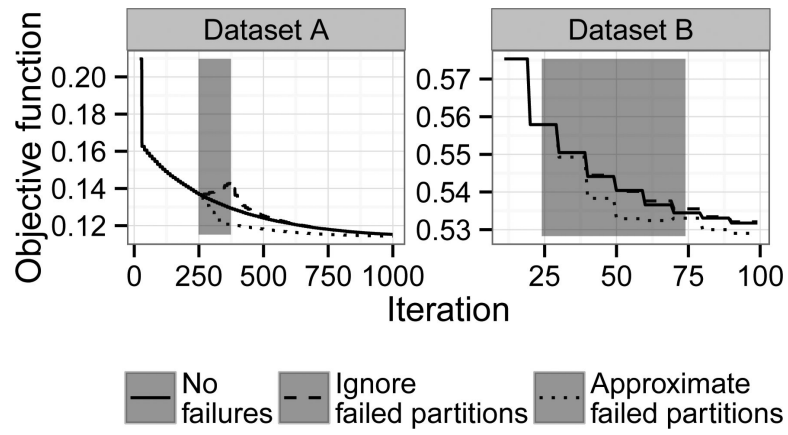 Dataset A
Dataset B
Objective function
0.20
0.18
0.16
0.14
0.12
0.57
0.56
0.55
0.54
0.53
0 250 500 750 1000
25 50 75 100
Iteration
No failures
Ignore failed partitions
Approximate failed partitions